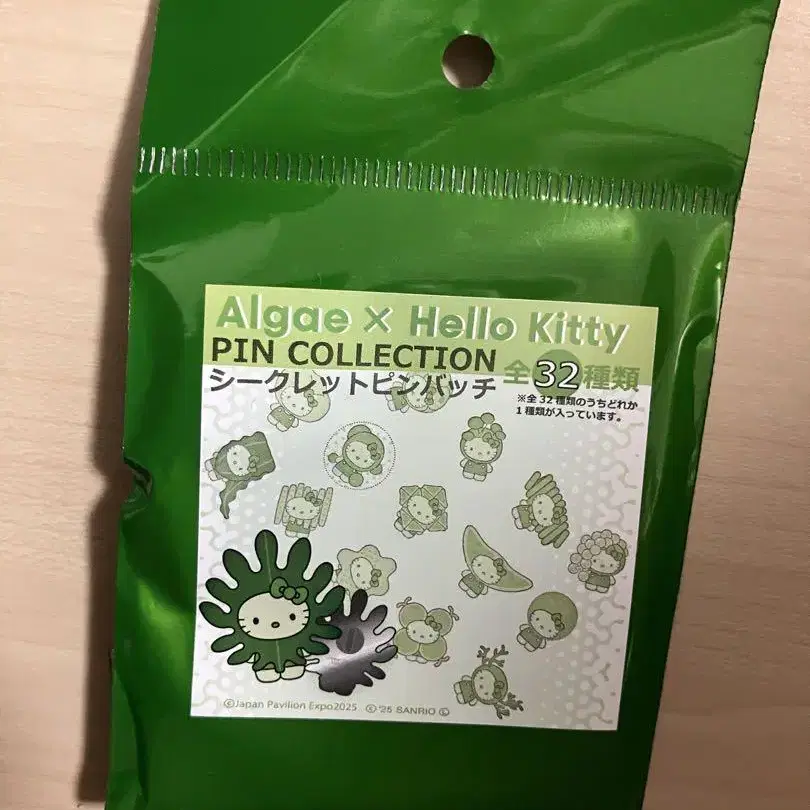 Algae × Hello Kitty
PIN COLLECTION
シークレットピンバッチ
全32種類
※全32種類のうちどれか
1種類が入っています。
©Japan Pavilion Expo2025 © '25 SANRIO ©